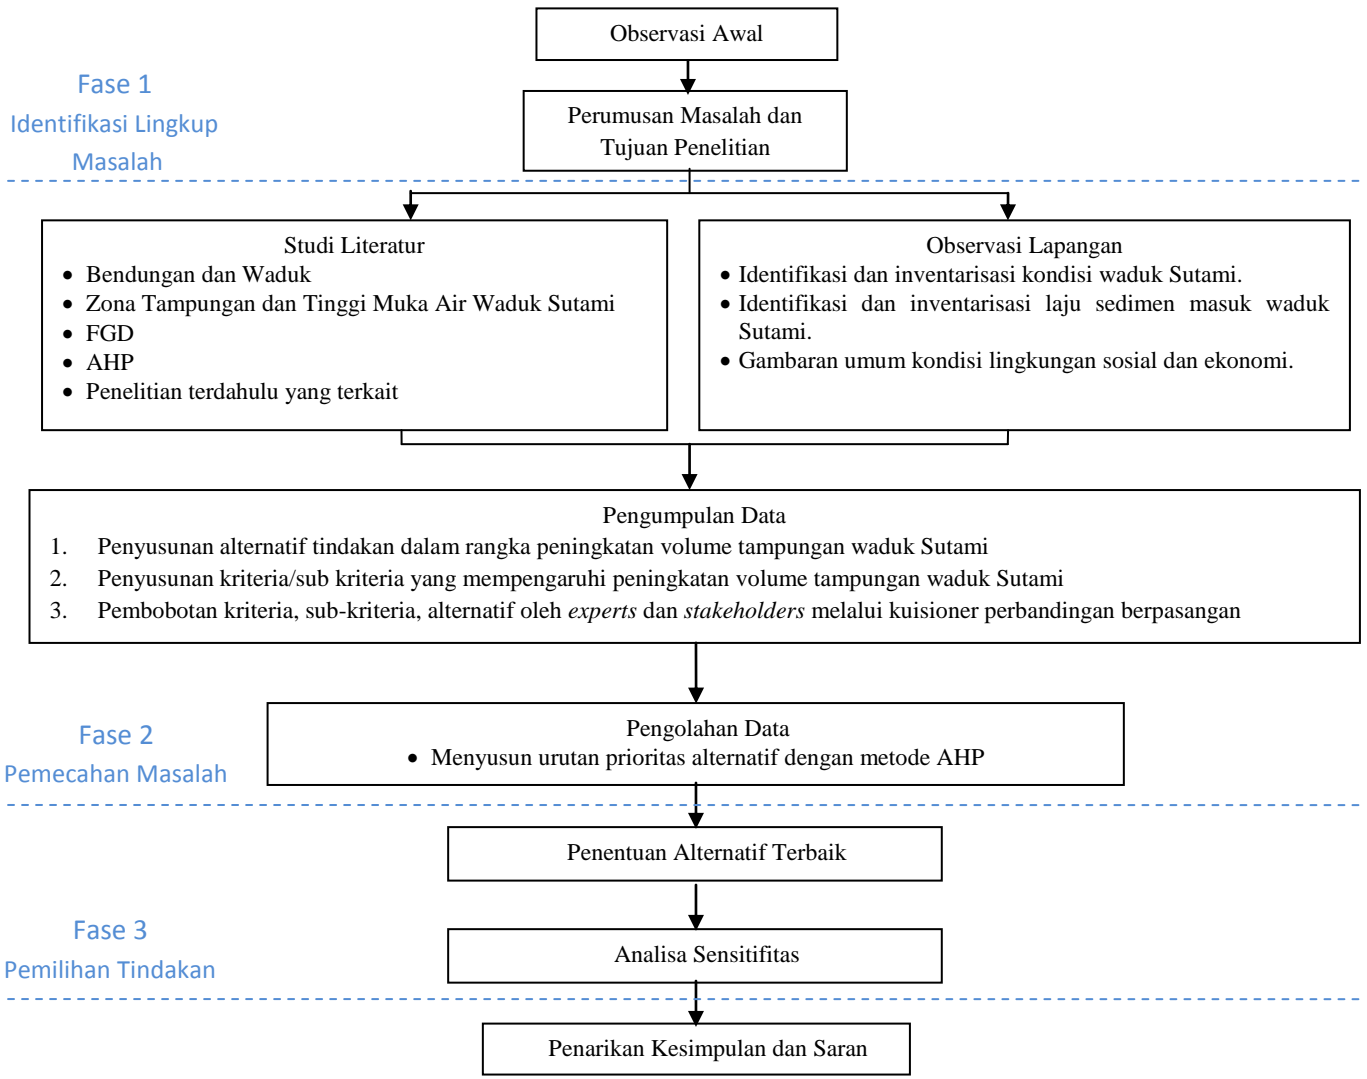 Observasi Awal
Fase 1
Identifikasi Lingkup
Masalah
Perumusan Masalah dan
Tujuan Penelitian
Studi Literatur
• Bendungan dan Waduk
• Zona Tampungan dan Tinggi Muka Air Waduk Sutami
• FGD
• AHP
• Penelitian terdahulu yang terkait
Observasi Lapangan
• Identifikasi dan inventarisasi kondisi waduk Sutami.
• Identifikasi dan inventarisasi laju sedimen masuk waduk
Sutami.
• Gambaran umum kondisi lingkungan sosial dan ekonomi.
Pengumpulan Data
1. Penyusunan alternatif tindakan dalam rangka peningkatan volume tampungan waduk Sutami
2. Penyusunan kriteria/sub kriteria yang mempengaruhi peningkatan volume tampungan waduk Sutami
3. Pembobotan kriteria, sub-kriteria, alternatif oleh experts dan stakeholders melalui kuisioner perbandingan berpasangan
Fase 2
Pemecahan Masalah
Pengolahan Data
• Menyusun urutan prioritas alternatif dengan metode AHP
Penentuan Alternatif Terbaik
Fase 3
Pemilihan Tindakan
Analisa Sensitifitas
Penarikan Kesimpulan dan Saran